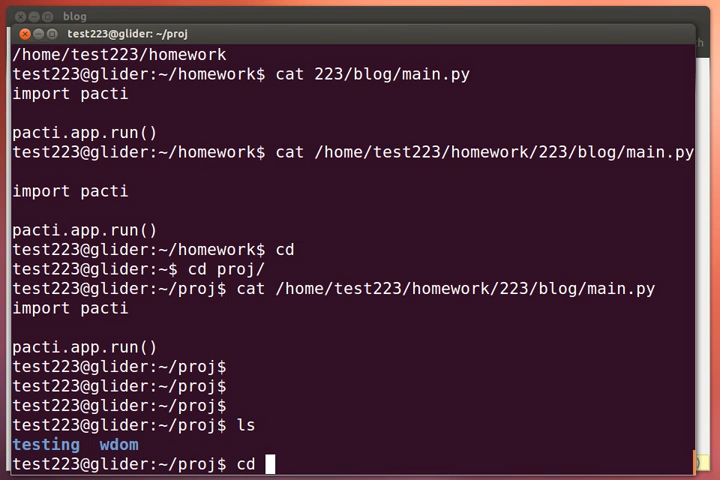 blog
test223@glider: ~/proj
/home/test223/homework
test223@glider:~/homework$ cat 223/blog/main.py
import pacti
pacti.app.run()
test223@glider:~/homework$ cat /home/test223/homework/223/blog/main.py
import pacti
pacti.app.run()
test223@glider:~/homework$ cd
test223@glider:~$ cd proj/
test223@glider:~/proj$ cat /home/test223/homework/223/blog/main.py
import pacti
pacti.app.run()
test223@glider:~/proj$
test223@glider:~/proj$
test223@glider:~/proj$
test223@glider:~/proj$ ls
testing  wdom
test223@glider:~/proj$ cd